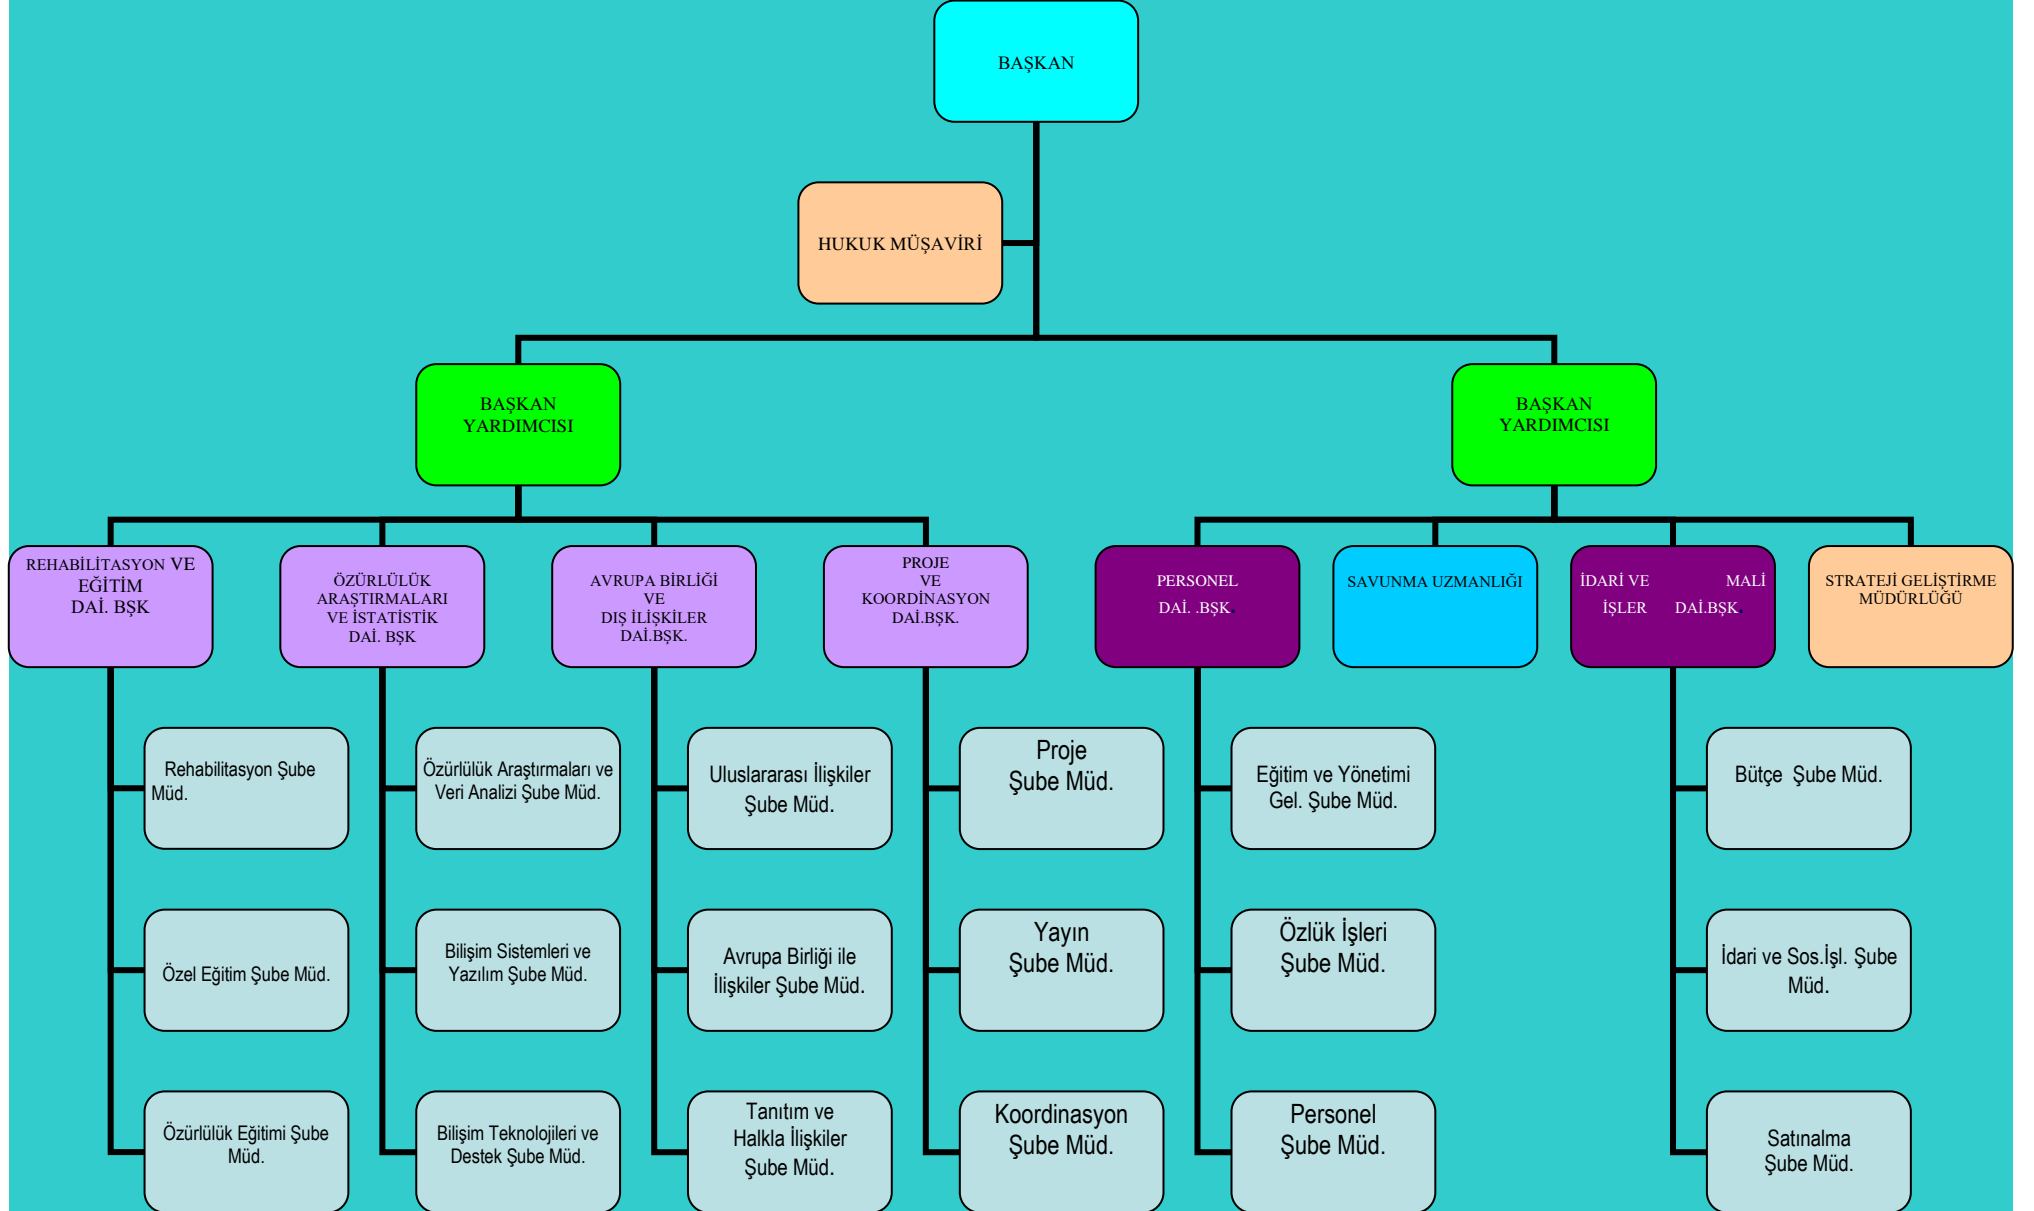 BAŞKAN
HUKUK MÜŞAVİRİ
BAŞKAN
YARDIMCISI
BAŞKAN
YARDIMCISI
REHABİLİTASYON VE
EĞİTİM
DAİ. BŞK
ÖZÜRLÜLÜK
ARAŞTIRMALARI
VE İSTATİSTİK
DAİ. BŞK
AVRUPA BİRLİĞİ
VE
DIŞ İLİŞKİLER
DAİ.BŞK.
PROJE
VE
KOORDİNASYON
DAİ.BŞK.
PERSONEL
DAİ. .BŞK.
SAVUNMA UZMANLIĞI
İDARİ VE MALİ
İŞLER DAİ.BŞK.
STRATEJİ GELİŞTİRME
MÜDÜRLÜĞÜ
Rehabilitasyon Şube
Müd.
Özürlülük Araştırmaları ve
Veri Analizi Şube Müd.
Uluslararası İlişkiler
Şube Müd.
Proje
Şube Müd.
Eğitim ve Yönetimi
Gel. Şube Müd.
Bütçe Şube Müd.
Özel Eğitim Şube Müd.
Bilişim Sistemleri ve
Yazılım Şube Müd.
Avrupa Birliği ile
İlişkiler Şube Müd.
Yayın
Şube Müd.
Özlük İşleri
Şube Müd.
İdari ve Sos.İşl. Şube
Müd.
Özürlülük Eğitimi Şube
Müd.
Bilişim Teknolojileri ve
Destek Şube Müd.
Tanıtım ve
Halkla İlişkiler
Şube Müd.
Koordinasyon
Şube Müd.
Personel
Şube Müd.
Satınalma
Şube Müd.